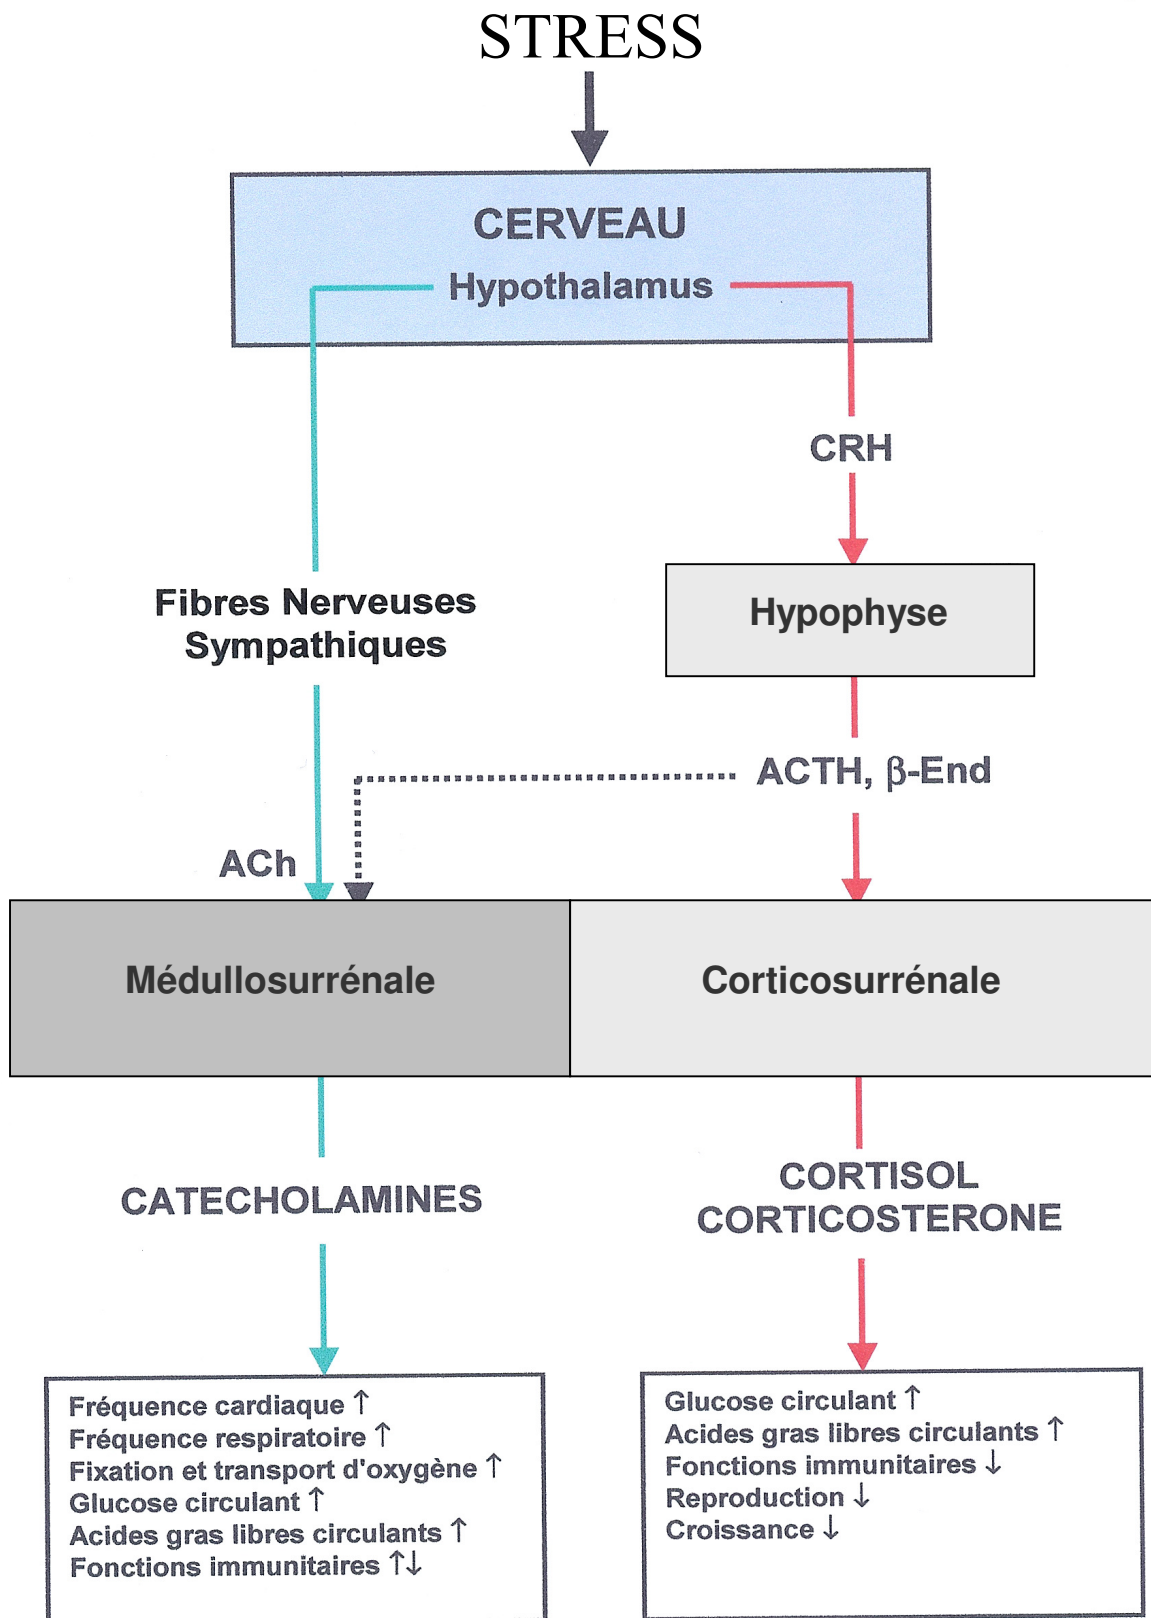 STRESS
CERVEAU
Hypothalamus
CRH
Fibres Nerveuses
Sympathiques
Hypophyse
ACTH, β-End
ACh
Médullosurrénale
Corticosurrénale
CATECHOLAMINES
CORTISOL
CORTICOSTERONE
Fréquence cardiaque ↑
Fréquence respiratoire ↑
Fixation et transport d'oxygène ↑
Glucose circulant ↑
Acides gras libres circulants ↑
Fonctions immunitaires ↑↓
Glucose circulant ↑
Acides gras libres circulants ↑
Fonctions immunitaires ↓
Reproduction ↓
Croissance ↓